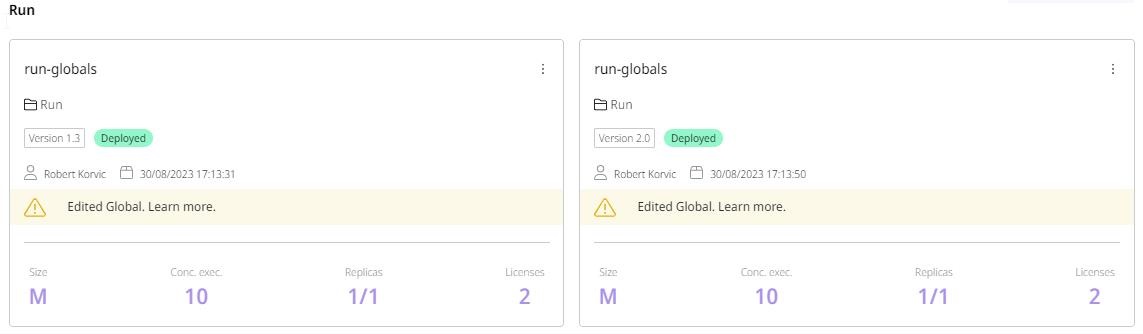 Run
run-globals
Run
Version 1.3 Deployed
Robert Korvic 30/08/2023 17:13:31
Edited Global. Learn more.
Size Conc. exec. Replicas Licenses
M 10 1/1 2
run-globals
Run
Version 2.0 Deployed
Robert Korvic 30/08/2023 17:13:50
Edited Global. Learn more.
Size Conc. exec. Replicas Licenses
M 10 1/1 2